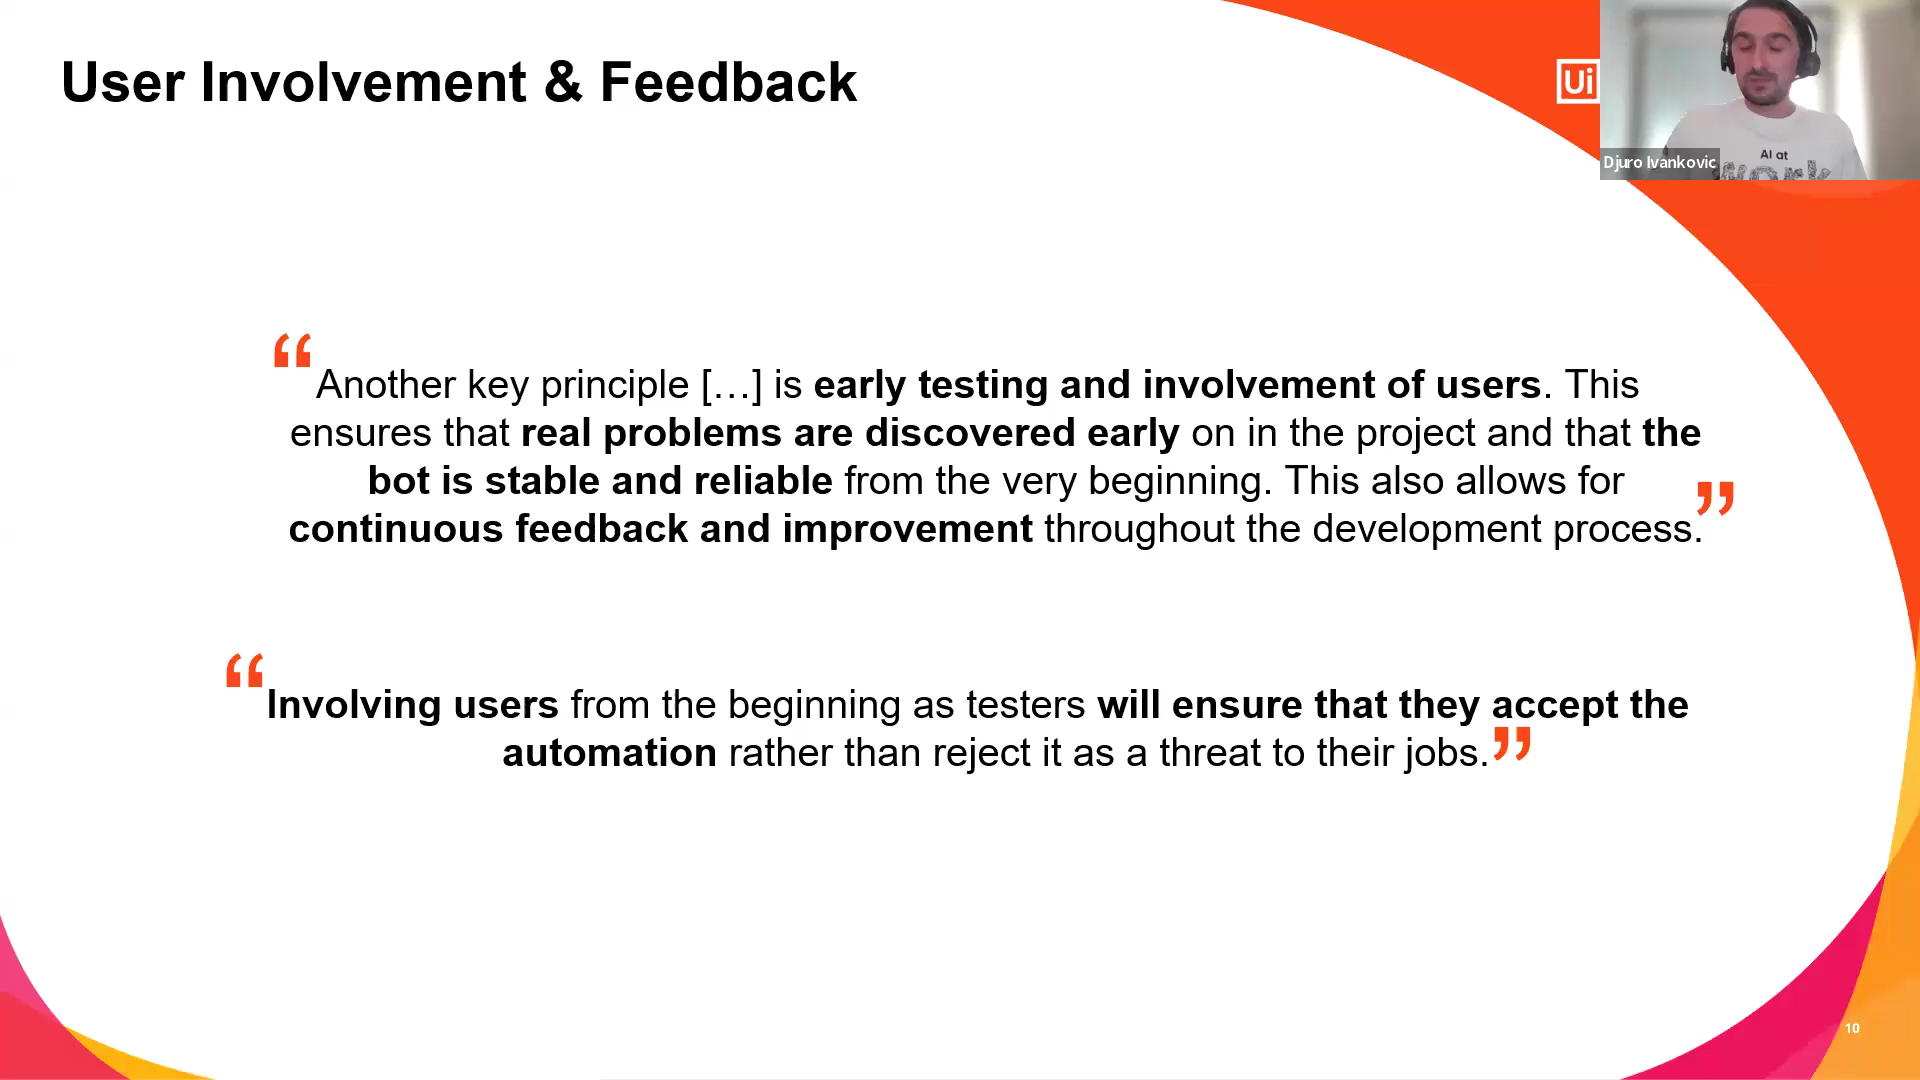 User Involvement & Feedback
Ui
Djuro Ivankovic
AI at
work
“Another key principle […] is early testing and involvement of users. This
ensures that real problems are discovered early on in the project and that the
bot is stable and reliable from the very beginning. This also allows for
continuous feedback and improvement throughout the development process.”
“Involving users from the beginning as testers will ensure that they accept the
automation rather than reject it as a threat to their jobs.”
10